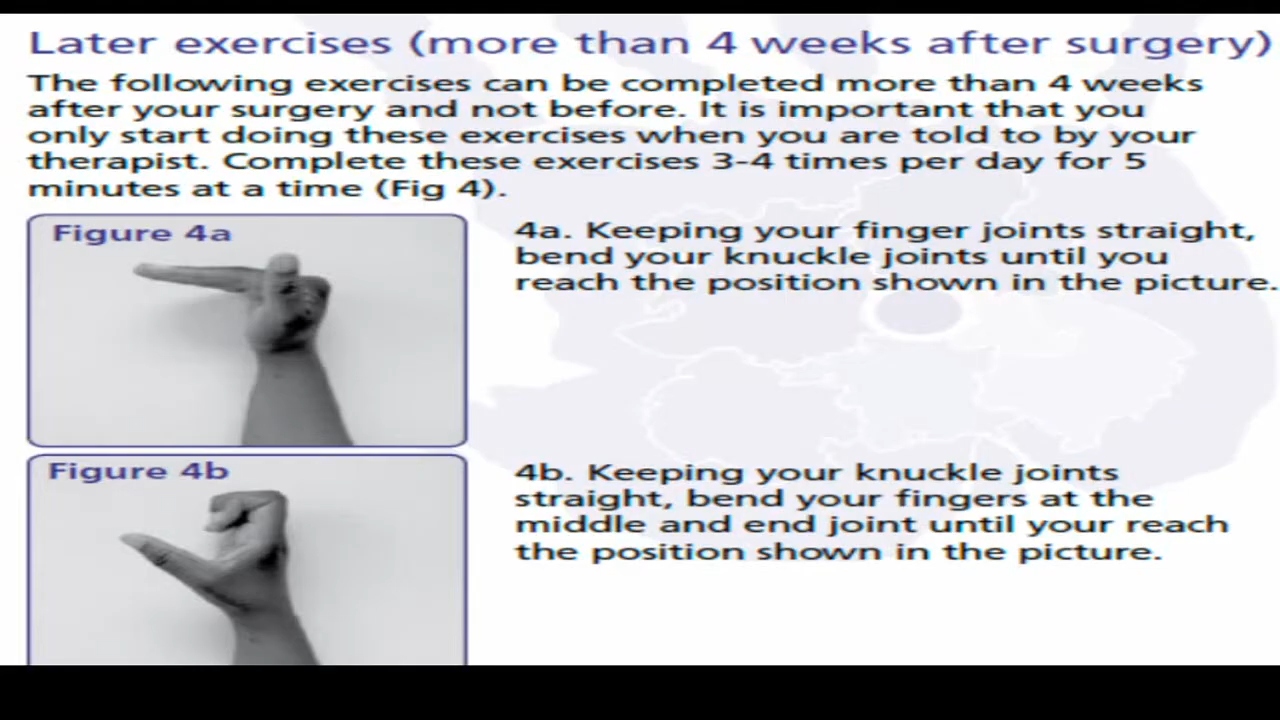 Later exercises (more than 4 weeks after surgery)
The following exercises can be completed more than 4 weeks
after your surgery and not before. It is important that you
only start doing these exercises when you are told to by your
therapist. Complete these exercises 3-4 times per day for 5
minutes at a time (Fig 4).
Figure 4a
4a. Keeping your finger joints straight,
bend your knuckle joints until you
reach the position shown in the picture.
Figure 4b
4b. Keeping your knuckle joints
straight, bend your fingers at the
middle and end joint until your reach
the position shown in the picture.